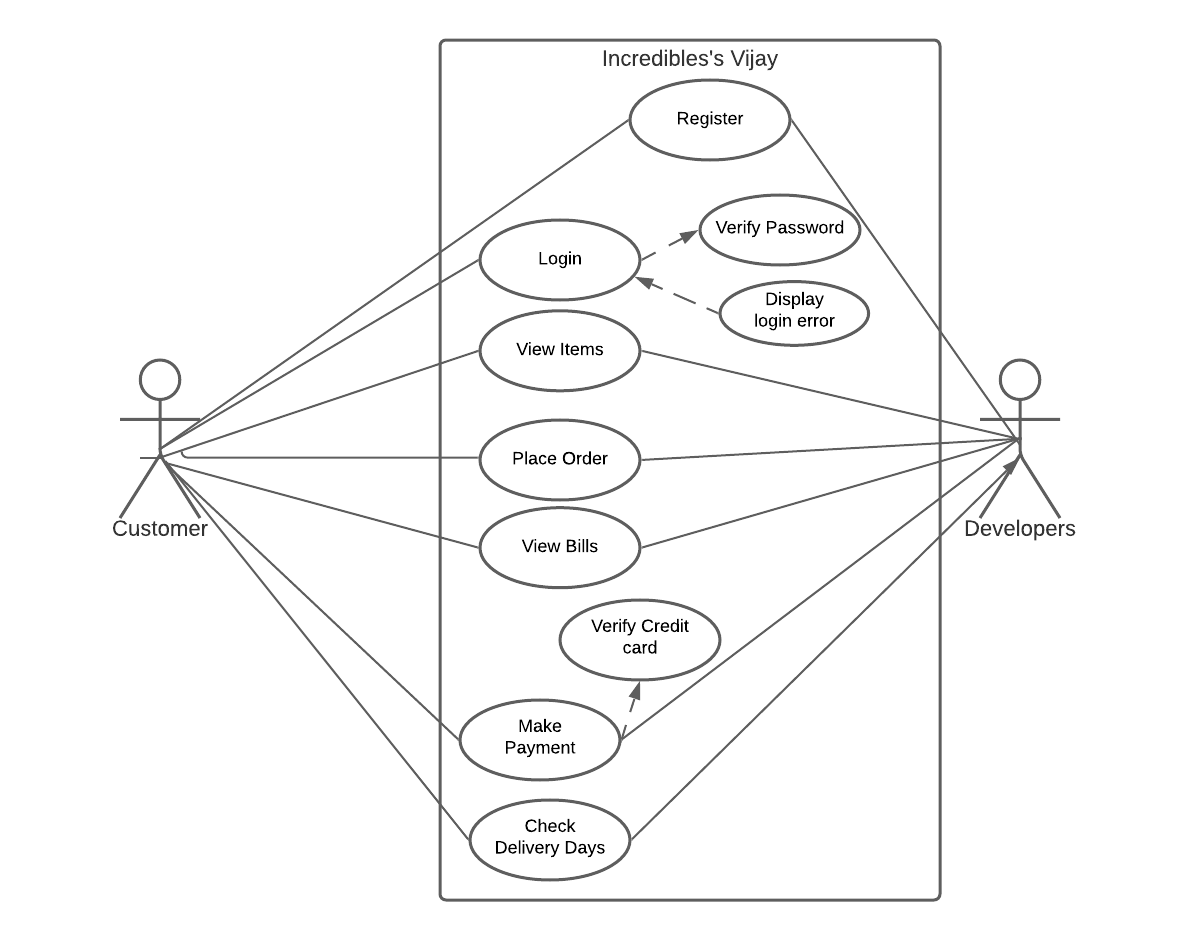 Incredibles's Vijay
Register
Verify Password
Login
Display
login error
View Items
Place Order
Customer
Developers
View Bills
Verify Credit
card
Make
Payment
Check
Delivery Days